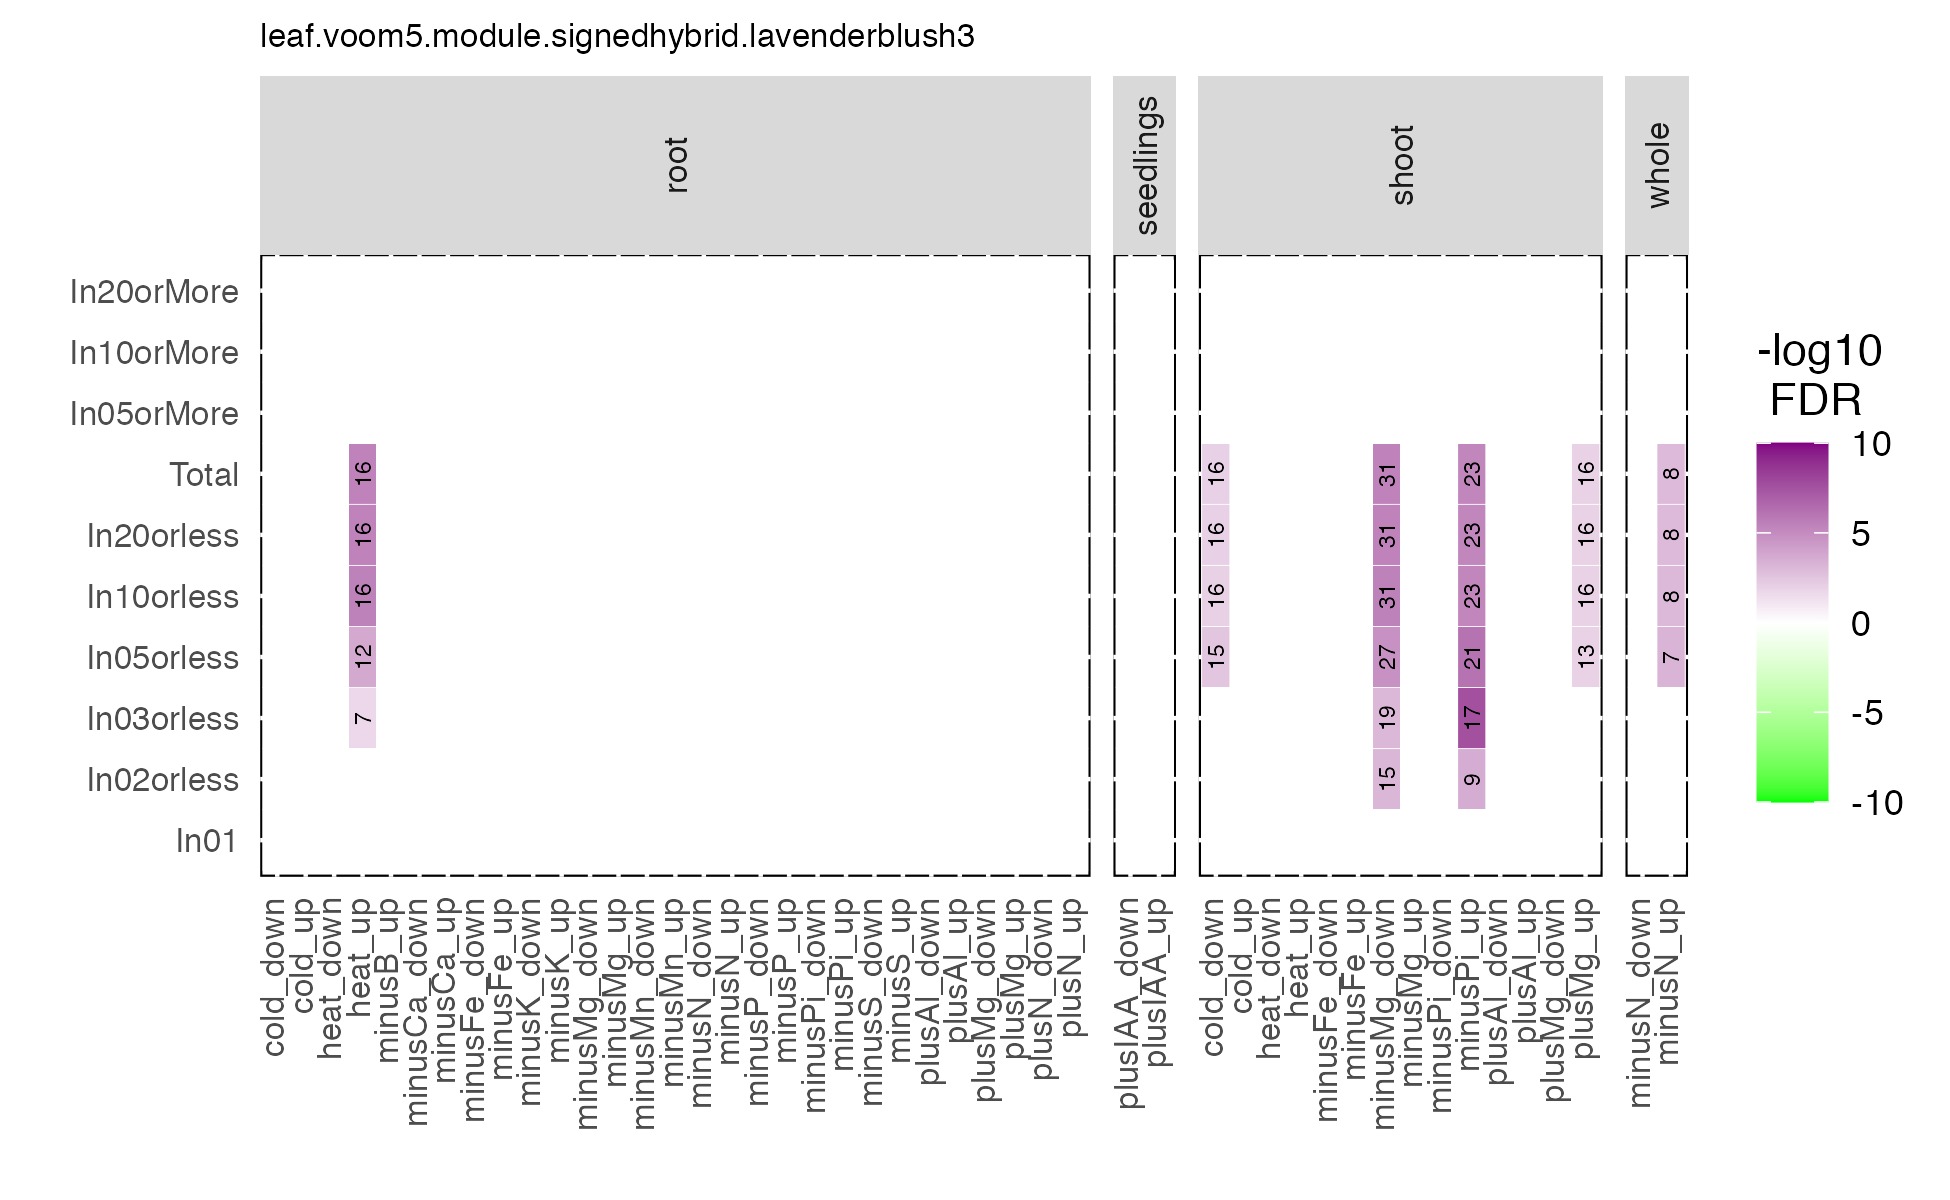 leaf.voom5.module.signedhybrid.lavenderblush3
root
seedlings
shoot
whole
In20orMore
In10orMore
In05orMore
Total
16
16
31
23
16
8
In20orless
16
16
31
23
16
8
In10orless
16
16
31
23
16
8
In05orless
12
15
27
21
13
7
In03orless
7
19
17
In02orless
15
9
In01
cold_down
cold_up
heat_down
heat_up
minusB_up
minusCa_down
minusCa_up
minusFe_down
minusFe_up
minusK_down
minusK_up
minusMg_down
minusMg_up
minusMn_down
minusMn_up
minusN_down
minusN_up
minusP_down
minusP_up
minusPi_down
minusPi_up
minusS_down
minusS_up
plusAl_down
plusAl_up
plusMg_down
plusMg_up
plusN_down
plusN_up
plusIAA_down
plusIAA_up
cold_down
cold_up
heat_down
heat_up
minusFe_down
minusFe_up
minusMg_down
minusMg_up
minusPi_down
minusPi_up
plusAl_down
plusAl_up
plusMg_down
plusMg_up
minusN_down
minusN_up
-log10
FDR
10
5
0
-5
-10